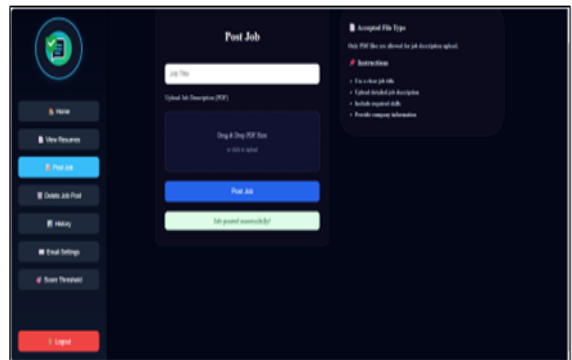 Home
View Resumes
Post Job
Delete Job Post
History
Email Settings
Score Threshold
Logout
Post Job
Job Title
Upload Job Description (PDF)
Drag & Drop PDF Here
or click to upload
Post Job
Job posted successfully!
Accepted File Type
Only PDF files are allowed for job description upload.
Instructions
• Use a clear job title
• Upload detailed job description
• Include required skills
• Provide company information